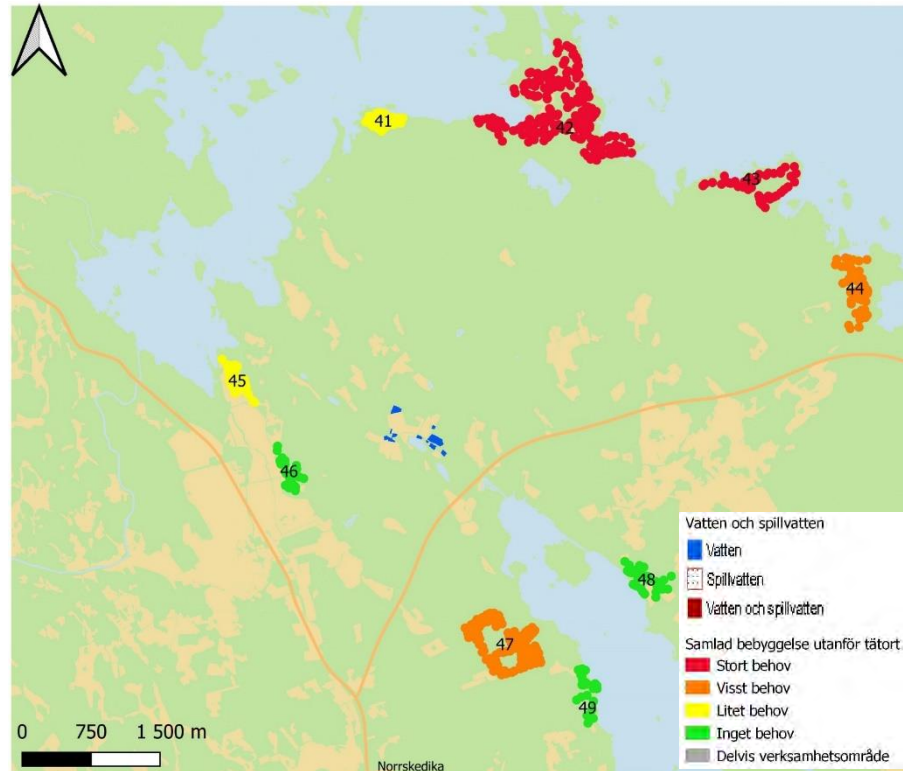 41
42
43
44
45
46
47
48
49
0 750 1 500 m
Norrskedika
Vatten och spillvatten
Vatten
Spillvatten
Vatten och spillvatten
Samlad bebyggelse utanför tätort
Stort behov
Visst behov
Litet behov
Inget behov
Delvis verksamhetsområde